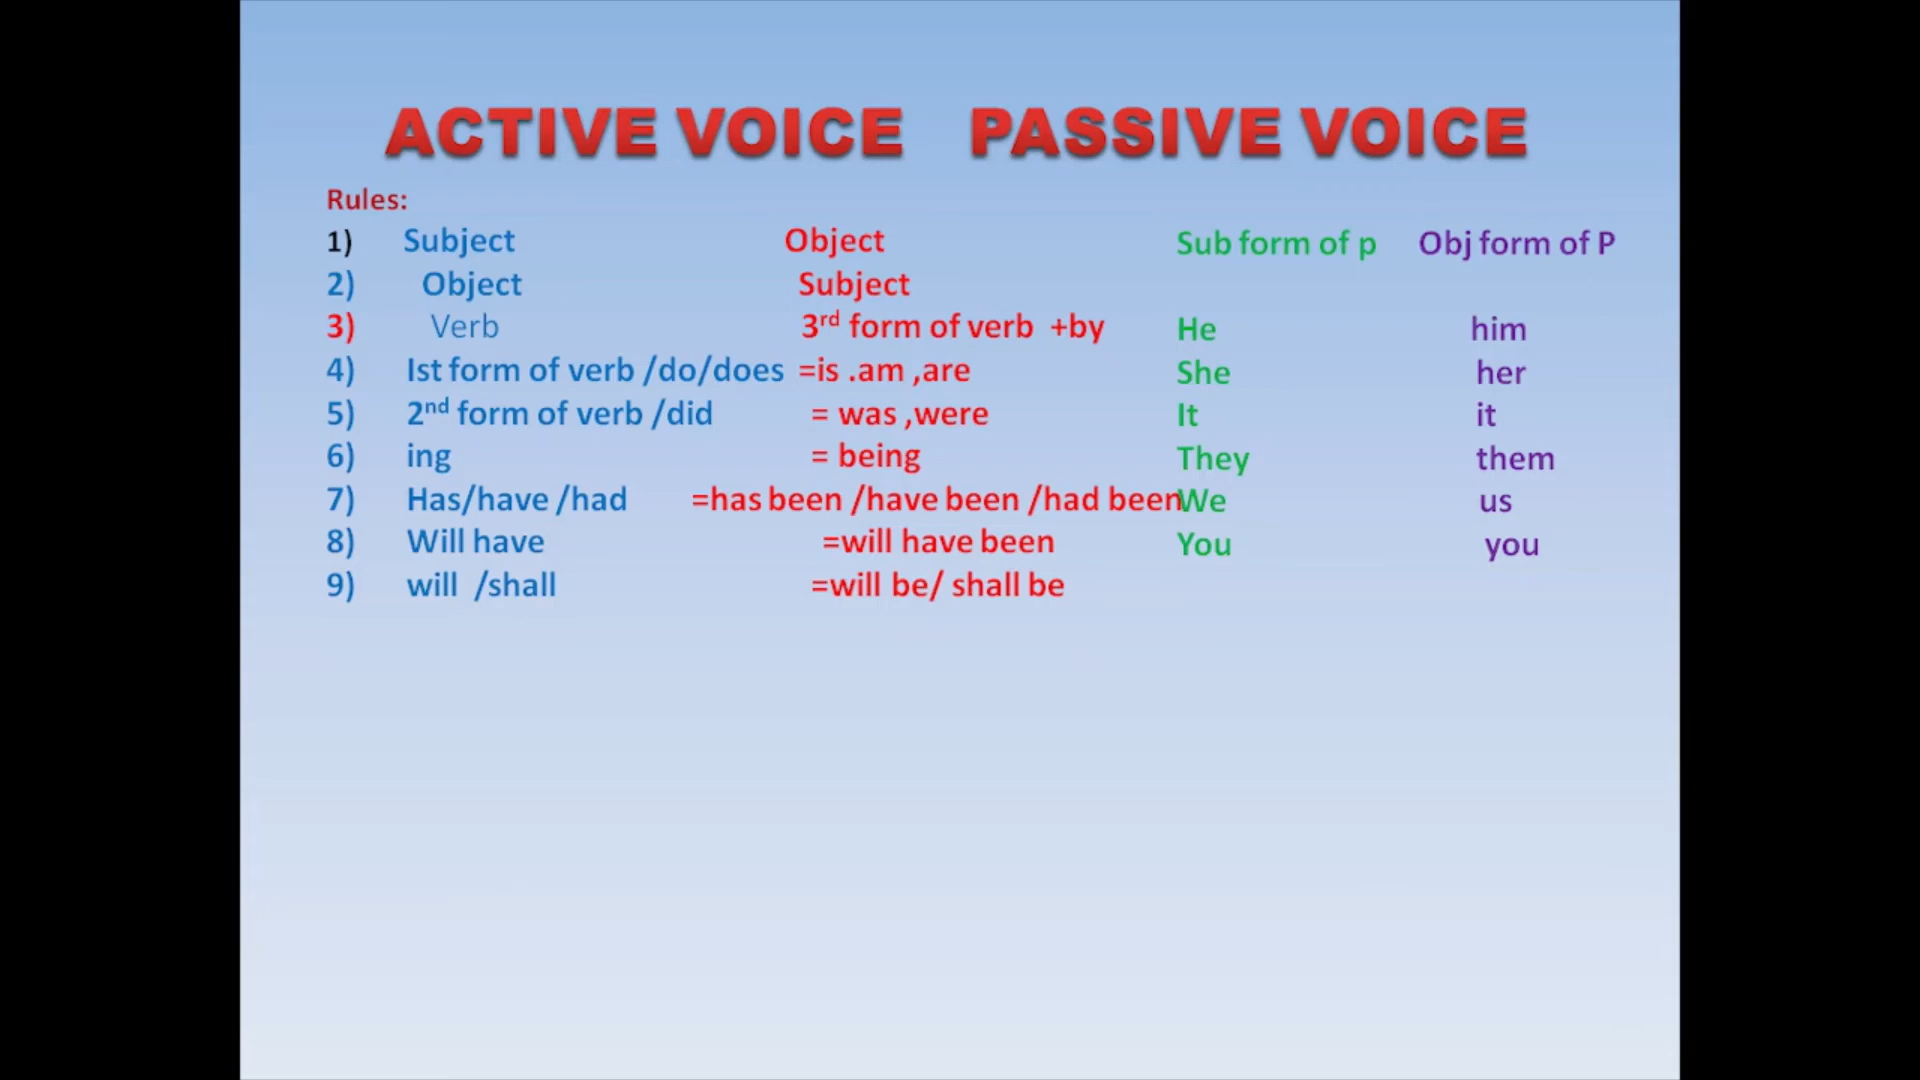 ACTIVE VOICE PASSIVE VOICE
Rules:
1) Subject Object Sub form of p Obj form of P
2) Object Subject
3) Verb 3rd form of verb +by He him
4) Ist form of verb /do/does =is .am ,are She her
5) 2nd form of verb /did = was ,were It it
6) ing = being They them
7) Has/have /had =has been /have been /had been We us
8) Will have =will have been You you
9) will /shall =will be/ shall be